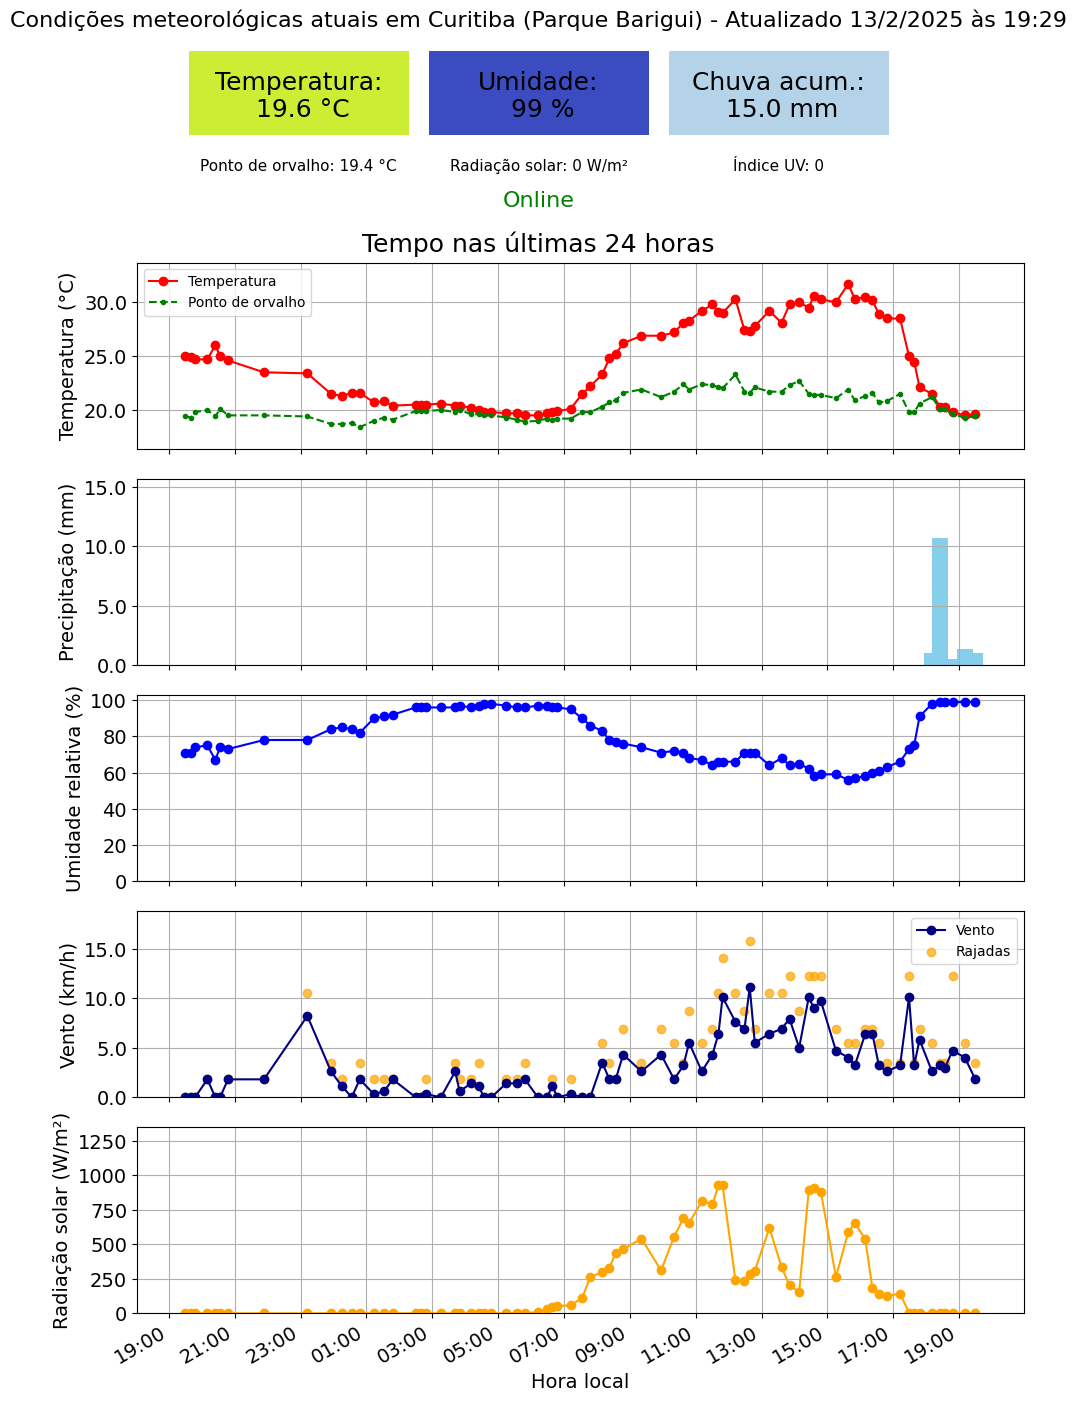 Condições meteorológicas atuais em Curitiba (Parque Barigui) - Atualizado 13/2/2025 às 19:29
Temperatura:
19.6 °C
Umidade:
99 %
Chuva acum.:
15.0 mm
Ponto de orvalho: 19.4 °C
Radiação solar: 0 W/m²
Índice UV: 0
Online
Tempo nas últimas 24 horas
Temperatura (°C)
30.0
25.0
20.0
Temperatura
Ponto de orvalho
Precipitação (mm)
15.0
10.0
5.0
0.0
Umidade relativa (%)
100
80
60
40
20
0
Vento (km/h)
15.0
10.0
5.0
0.0
Vento
Rajadas
Radiação solar (W/m²)
1250
1000
750
500
250
0
19:00
21:00
23:00
01:00
03:00
05:00
07:00
09:00
11:00
13:00
15:00
17:00
19:00
Hora local